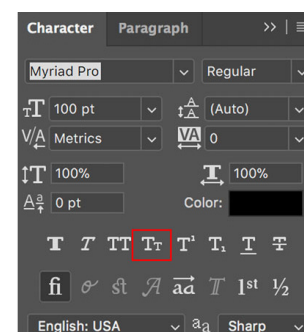 Character Paragraph
Myriad Pro Regular
100 pt (Auto)
Metrics 0
100% 100%
0 pt Color:
T T TT Tт T¹ T₁ T T
fi o st A ad T 1st ½
English: USA aa Sharp